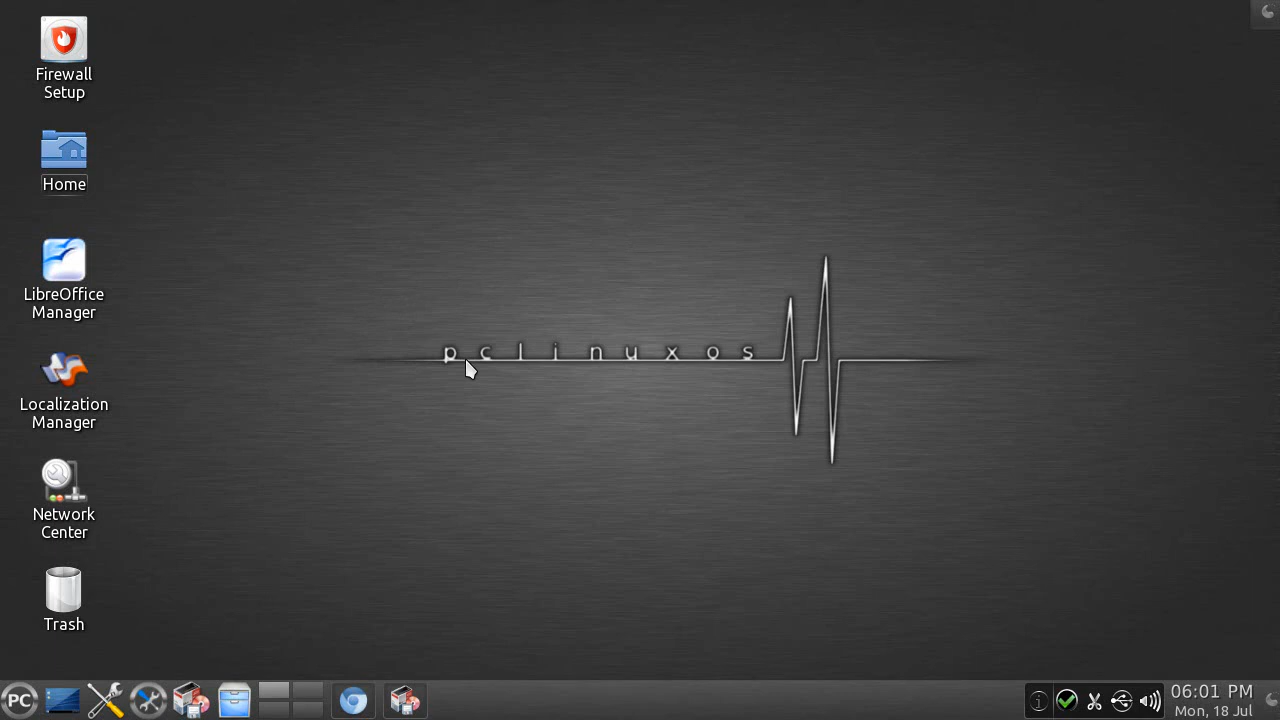 Firewall
Setup
Home
LibreOffice
Manager
Localization
Manager
Network
Center
Trash
pclinuxos
PC
06:01 PM
Mon, 18 Jul